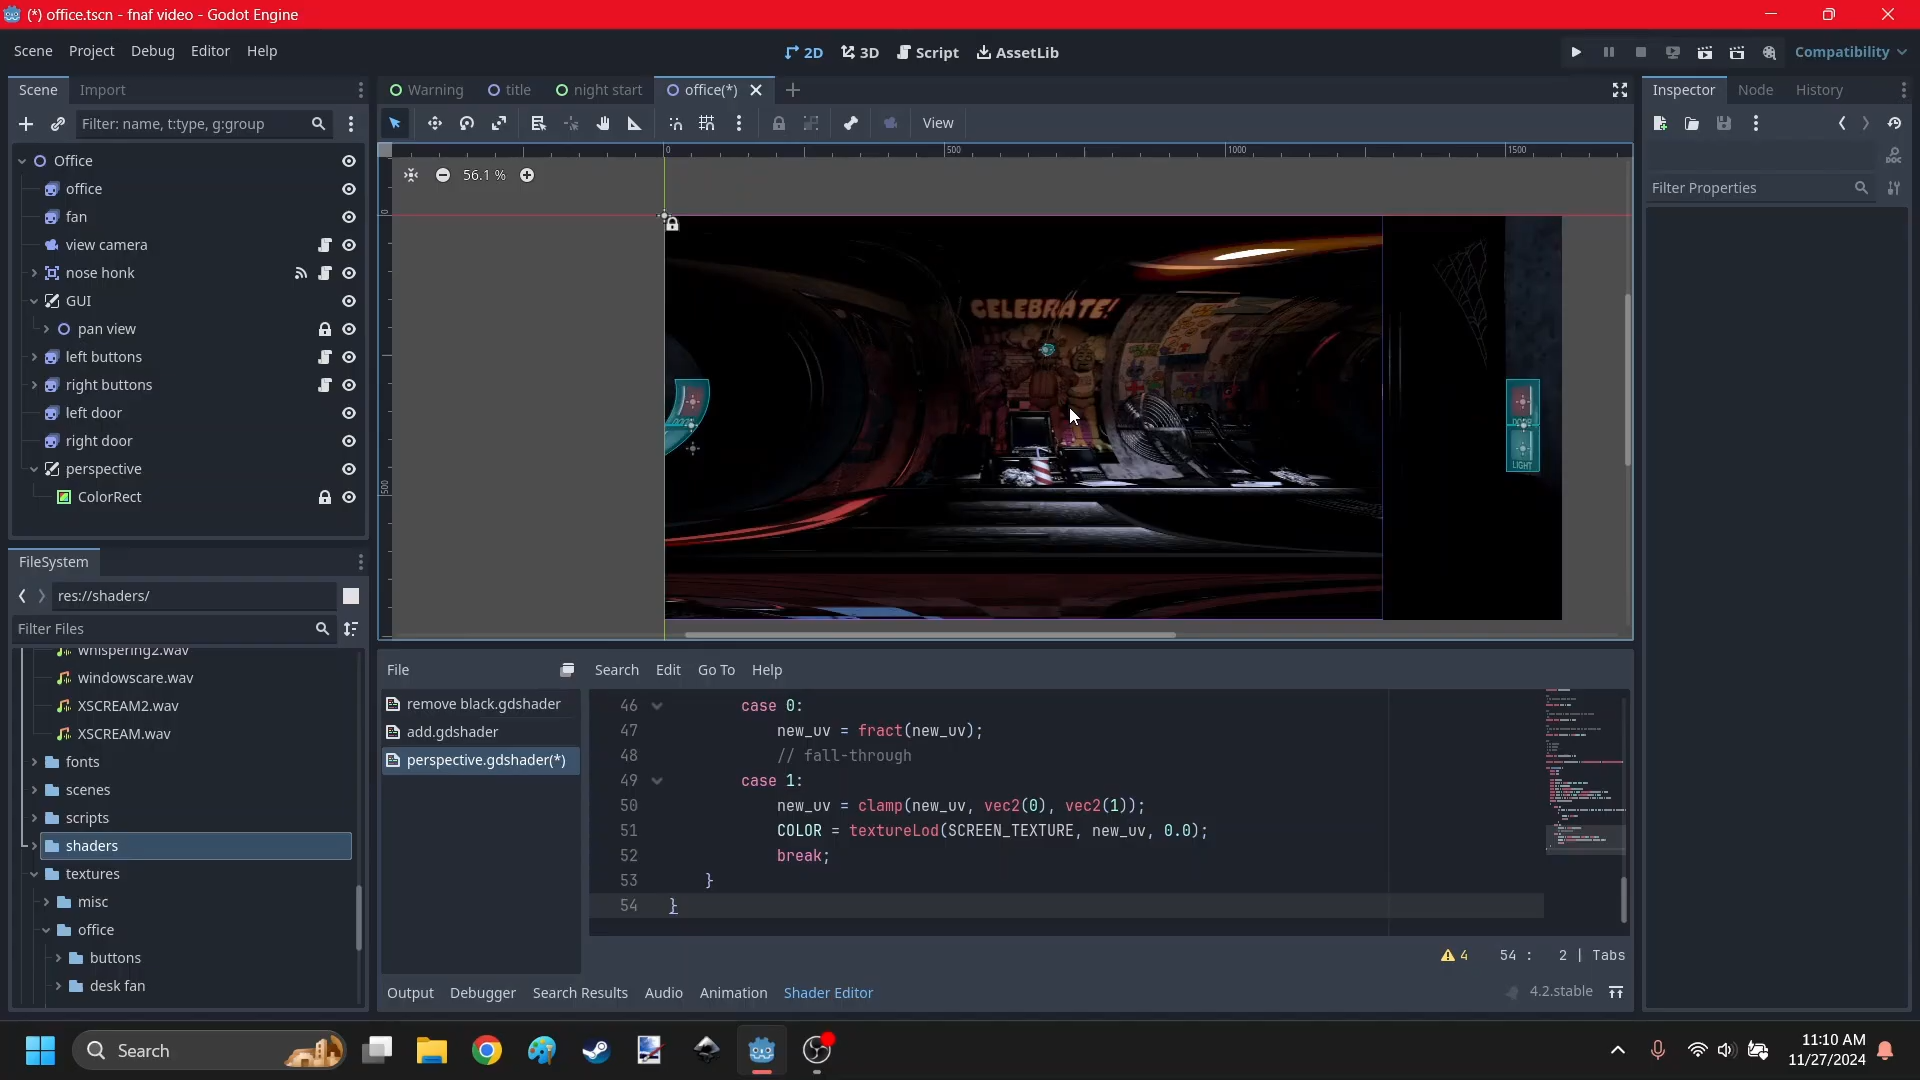 (*) office.tscn - fnaf video - Godot Engine
Scene Project Debug Editor Help
2D 3D Script AssetLib
Compatibility
Scene Import
Warning title night start office(*)
Inspector Node History
Filter: name, t:type, g:group
View
Office
office
fan
view camera
nose honk
GUI
pan view
left buttons
right buttons
left door
right door
perspective
ColorRect
0 500 1000 1500
56.1 %
0
500
CELEBRATE!
LIGHT
Filter Properties
FileSystem
res://shaders/
Filter Files
whispering2.wav
windowscare.wav
XSCREAM2.wav
XSCREAM.wav
fonts
scenes
scripts
shaders
textures
misc
office
buttons
desk fan
File Search Edit Go To Help
remove black.gdshader
add.gdshader
perspective.gdshader(*)
46 case 0:
47 new_uv = fract(new_uv);
48 // fall-through
49 case 1:
50 new_uv = clamp(new_uv, vec2(0), vec2(1));
51 COLOR = textureLod(SCREEN_TEXTURE, new_uv, 0.0);
52 break;
53 }
54 }
4 54 : 2 | Tabs
Output Debugger Search Results Audio Animation Shader Editor
4.2.stable
Search
11:10 AM
11/27/2024